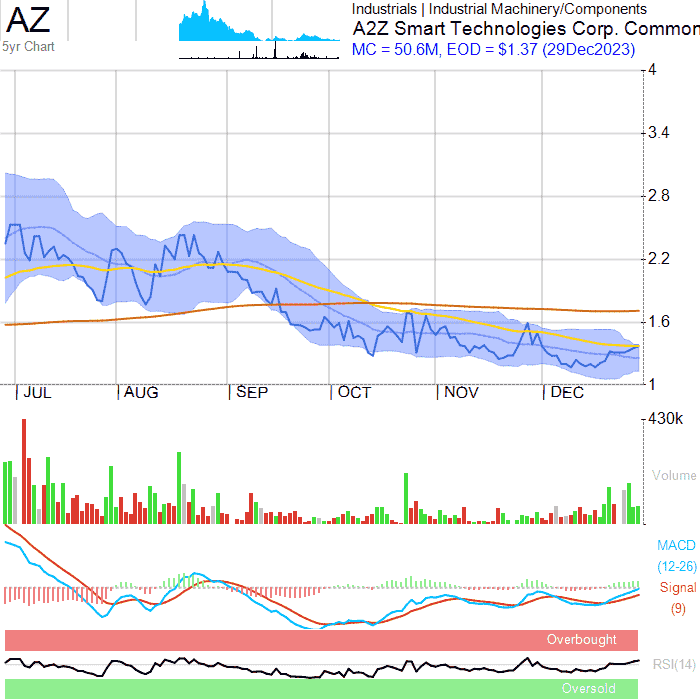 AZ
5yr Chart
Industrials | Industrial Machinery/Components
A2Z Smart Technologies Corp. Common
MC = 50.6M, EOD = $1.37 (29Dec2023)
4
3.4
2.8
2.2
1.6
1
JUL AUG SEP OCT NOV DEC
430k
Volume
MACD
(12-26)
Signal
(9)
Overbought
RSI(14)
Oversold